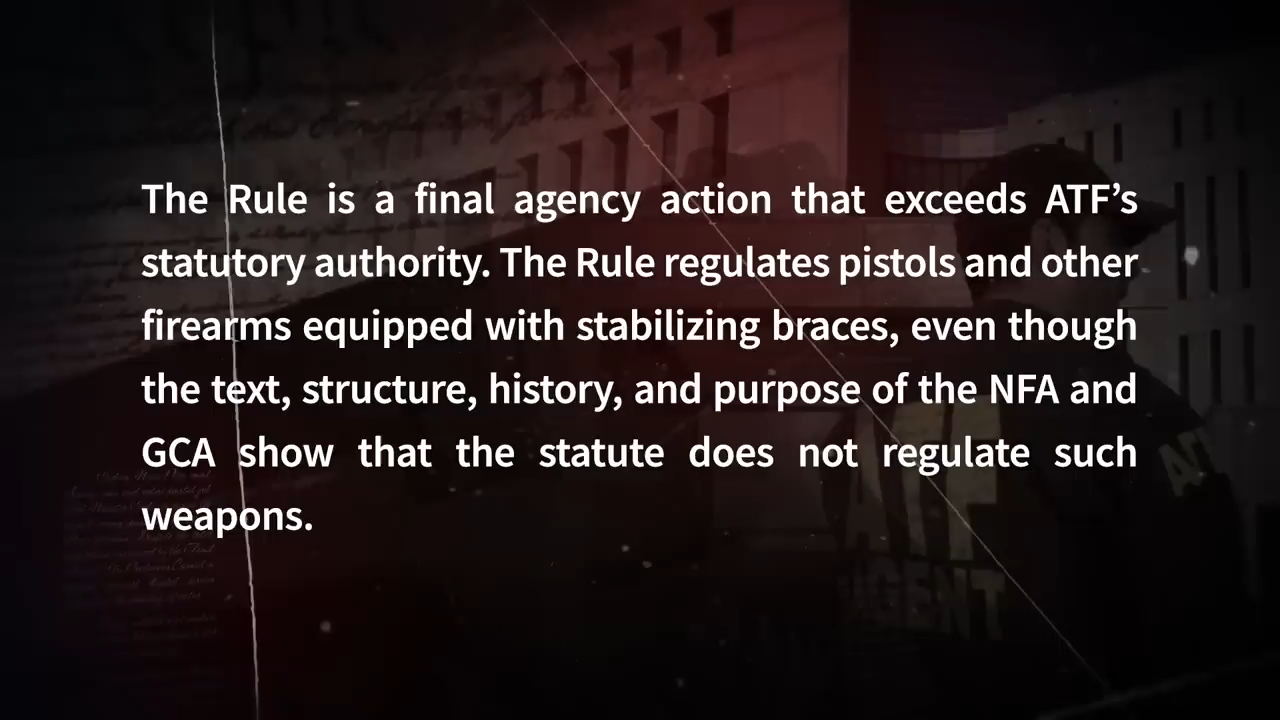 The Rule is a final agency action that exceeds ATF’s
statutory authority. The Rule regulates pistols and other
firearms equipped with stabilizing braces, even though
the text, structure, history, and purpose of the NFA and
GCA show that the statute does not regulate such
weapons.
ATF
AGENT